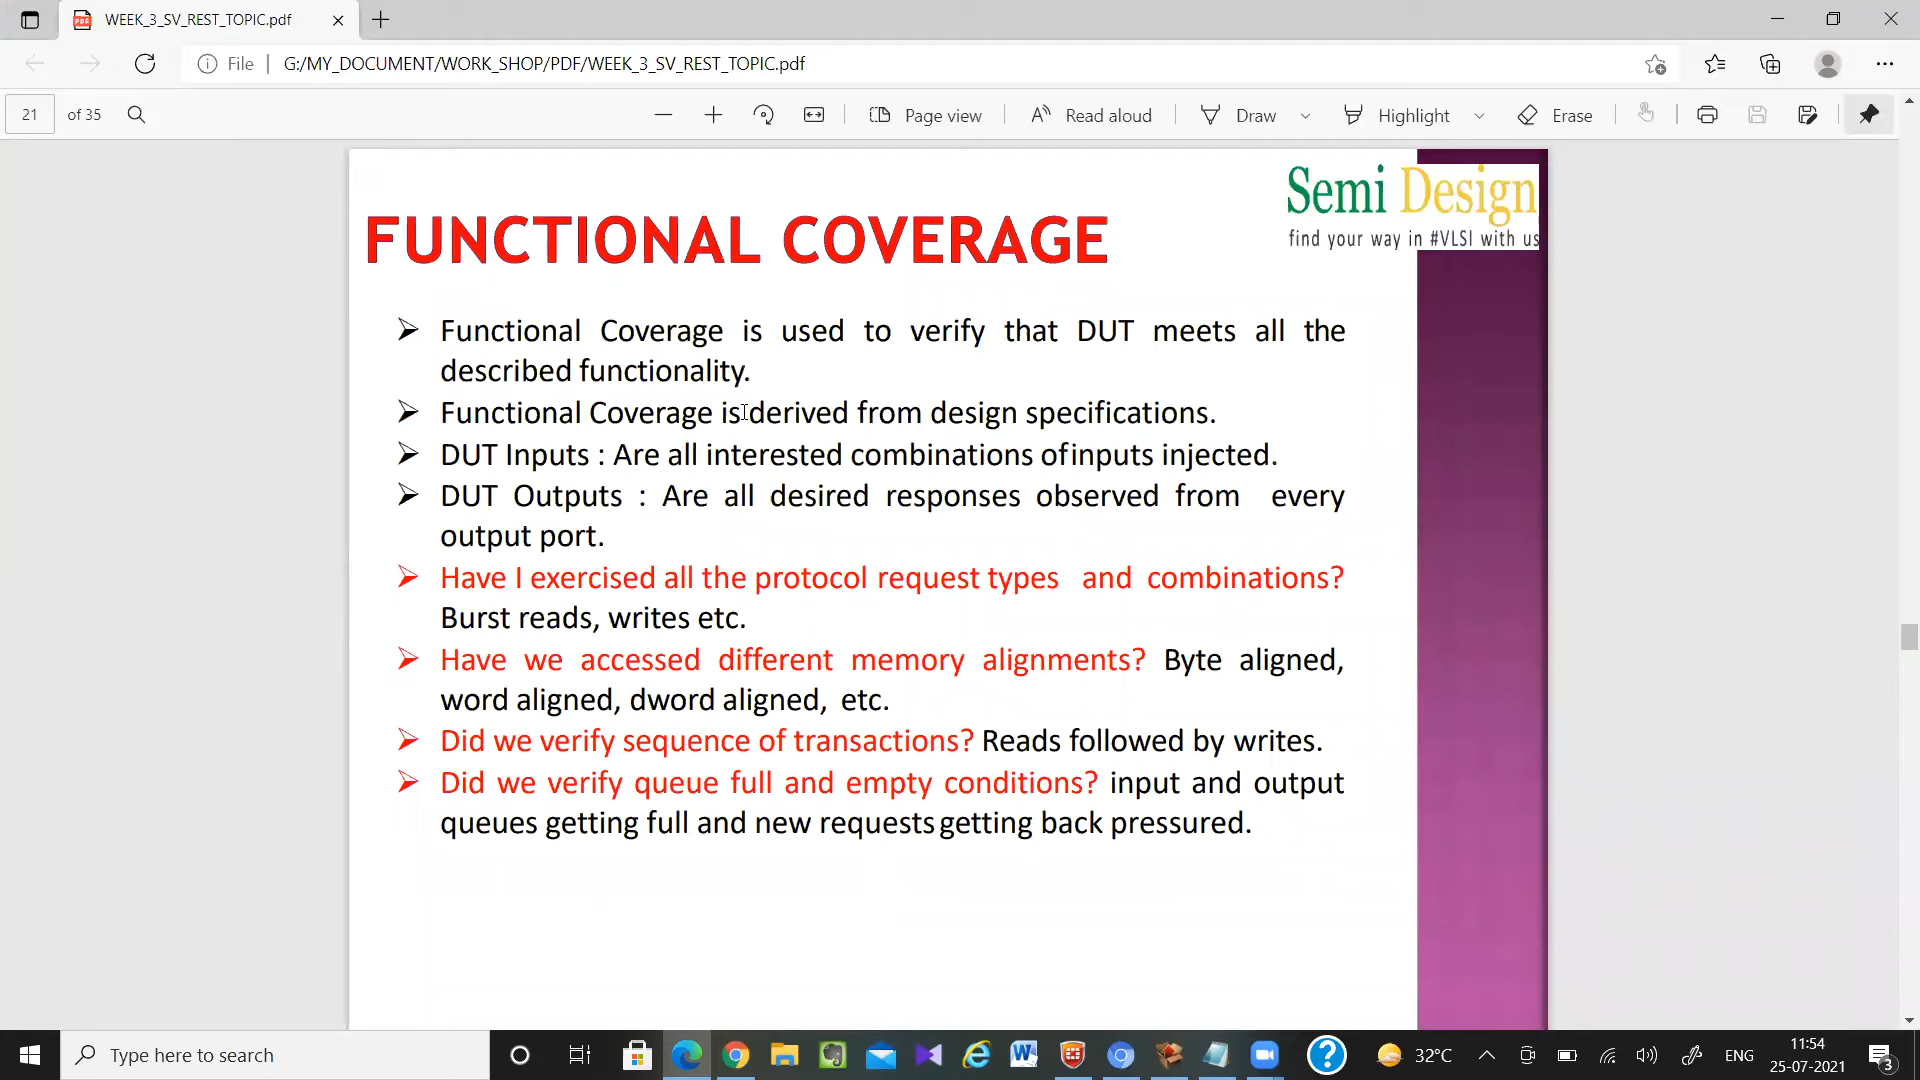 WEEK_3_SV_REST_TOPIC.pdf
File
G:/MY_DOCUMENT/WORK_SHOP/PDF/WEEK_3_SV_REST_TOPIC.pdf
21 of 35
Page view
Read aloud
Draw
Highlight
Erase
Semi Design
find your way in #VLSI with us
FUNCTIONAL COVERAGE
Functional Coverage is used to verify that DUT meets all the
described functionality.
Functional Coverage is derived from design specifications.
DUT Inputs : Are all interested combinations of inputs injected.
DUT Outputs : Are all desired responses observed from every
output port.
Have I exercised all the protocol request types and combinations?
Burst reads, writes etc.
Have we accessed different memory alignments? Byte aligned,
word aligned, dword aligned, etc.
Did we verify sequence of transactions? Reads followed by writes.
Did we verify queue full and empty conditions? input and output
queues getting full and new requests getting back pressured.
Type here to search
32°C
ENG
11:54
25-07-2021
3